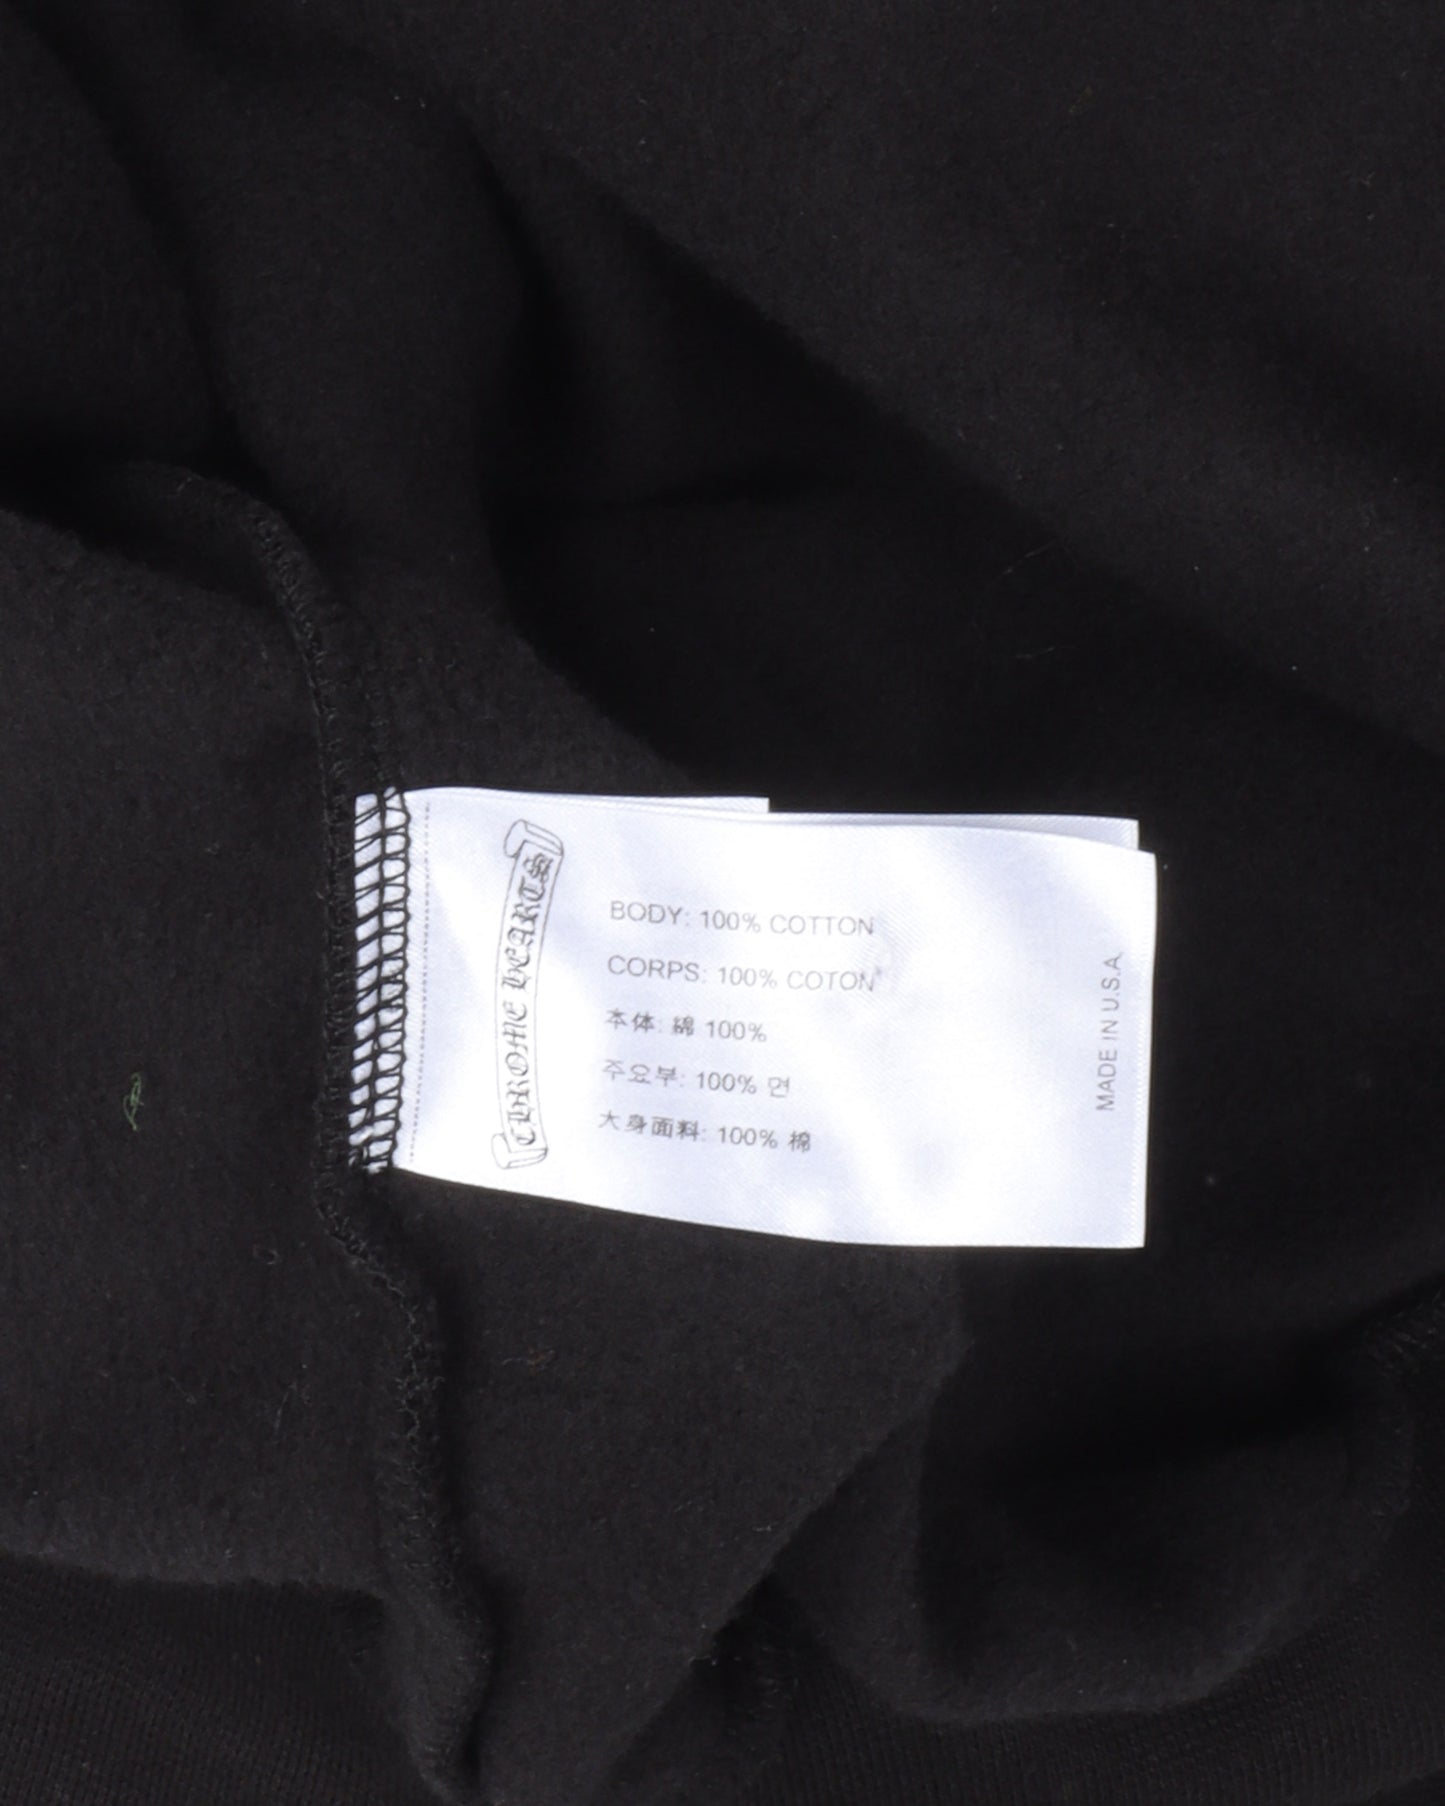 CHROME HEARTS
BODY: 100% COTTON
CORPS: 100% COTON
本体: 綿 100%
주요부: 100% 면
大身面料: 100% 棉
MADE IN U.S.A.